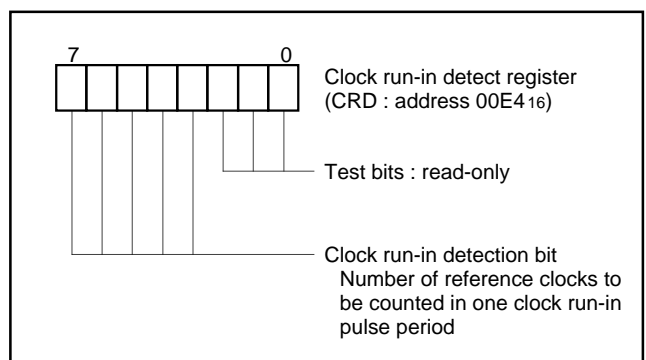 7 0
Clock run-in detect register
(CRD : address 00E416)
Test bits : read-only
Clock run-in detection bit
Number of reference clocks to
be counted in one clock run-in
pulse period